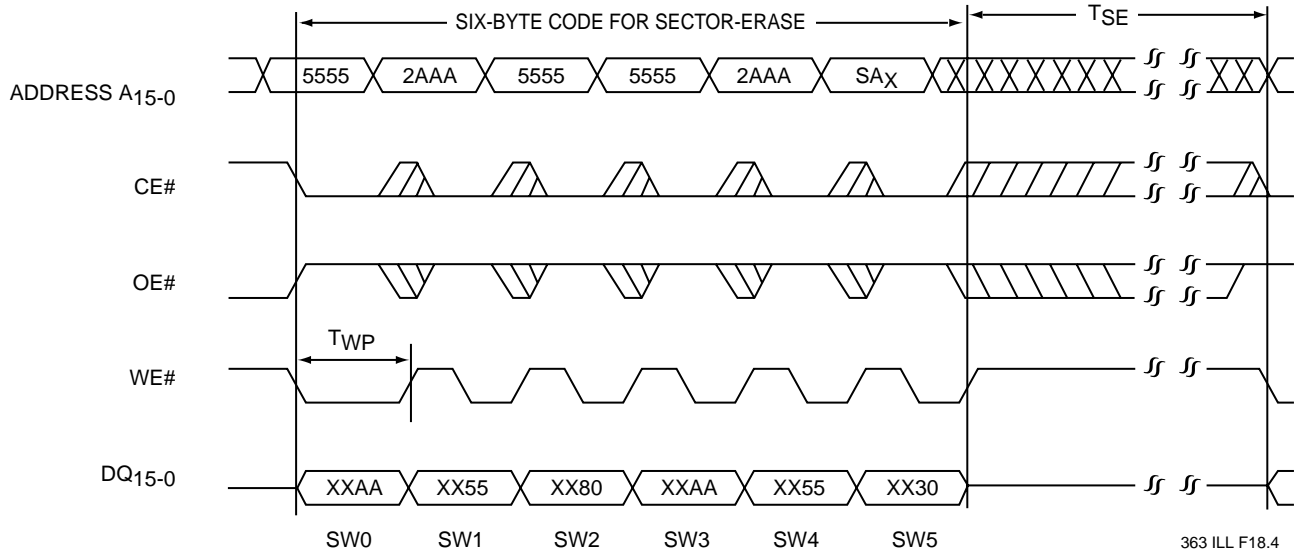 SIX-BYTE CODE FOR SECTOR-ERASE TSE
ADDRESS A15-0 5555 2AAA 5555 5555 2AAA SAX
CE#
OE#
TWP
WE#
DQ15-0 XXAA XX55 XX80 XXAA XX55 XX30
SW0 SW1 SW2 SW3 SW4 SW5
363 ILL F18.4